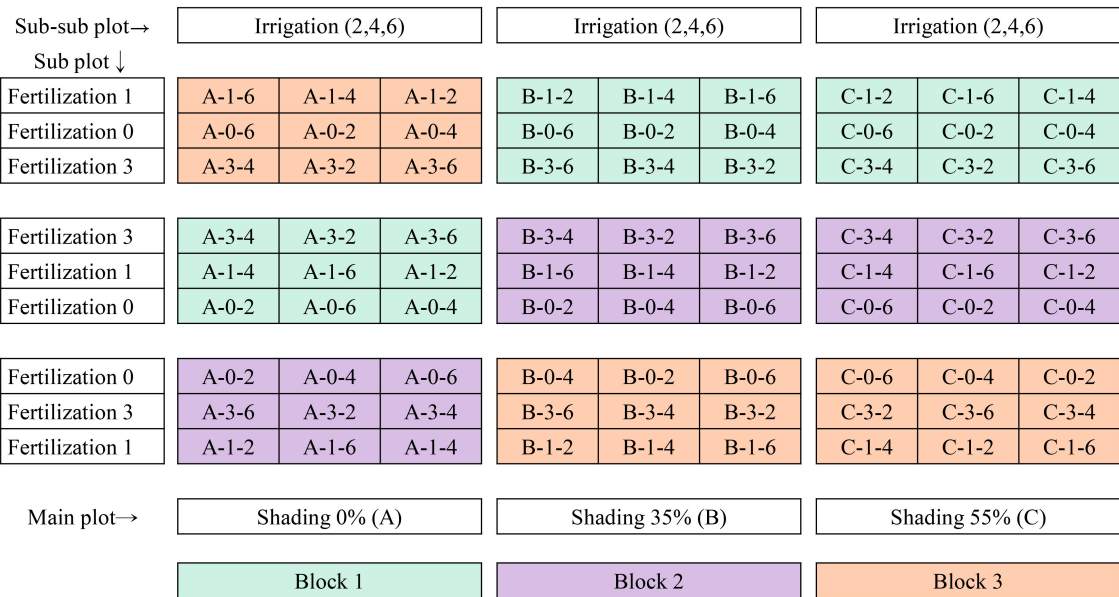 Sub-sub plot→ Irrigation (2,4,6) Irrigation (2,4,6) Irrigation (2,4,6)
Sub plot ↓
Fertilization 1 A-1-6 A-1-4 A-1-2 B-1-2 B-1-4 B-1-6 C-1-2 C-1-6 C-1-4
Fertilization 0 A-0-6 A-0-2 A-0-4 B-0-6 B-0-2 B-0-4 C-0-6 C-0-2 C-0-4
Fertilization 3 A-3-4 A-3-2 A-3-6 B-3-6 B-3-4 B-3-2 C-3-4 C-3-2 C-3-6
Fertilization 3 A-3-4 A-3-2 A-3-6 B-3-4 B-3-2 B-3-6 C-3-4 C-3-2 C-3-6
Fertilization 1 A-1-4 A-1-6 A-1-2 B-1-6 B-1-4 B-1-2 C-1-4 C-1-6 C-1-2
Fertilization 0 A-0-2 A-0-6 A-0-4 B-0-2 B-0-4 B-0-6 C-0-6 C-0-2 C-0-4
Fertilization 0 A-0-2 A-0-4 A-0-6 B-0-4 B-0-2 B-0-6 C-0-6 C-0-4 C-0-2
Fertilization 3 A-3-6 A-3-2 A-3-4 B-3-6 B-3-4 B-3-2 C-3-2 C-3-6 C-3-4
Fertilization 1 A-1-2 A-1-6 A-1-4 B-1-2 B-1-4 B-1-6 C-1-4 C-1-2 C-1-6
Main plot→ Shading 0% (A) Shading 35% (B) Shading 55% (C)
Block 1 Block 2 Block 3